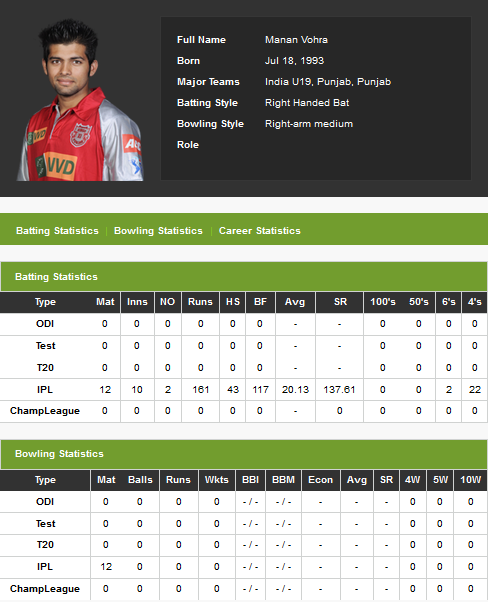 Full Name Manan Vohra
Born Jul 18, 1993
Major Teams India U19, Punjab, Punjab
Batting Style Right Handed Bat
Bowling Style Right-arm medium
Role
VVD
VVD
Batting Statistics | Bowling Statistics | Career Statistics
Batting Statistics
Type Mat Inns NO Runs HS BF Avg SR 100's 50's 6's 4's
ODI 0 0 0 0 0 0 - - 0 0 0 0
Test 0 0 0 0 0 0 - - 0 0 0 0
T20 0 0 0 0 0 0 - - 0 0 0 0
IPL 12 10 2 161 43 117 20.13 137.61 0 0 2 22
ChampLeague 0 0 0 0 0 0 - 0 0 0 0 0
Bowling Statistics
Type Mat Balls Runs Wkts BBI BBM Econ Avg SR 4W 5W 10W
ODI 0 0 0 0 - / - - / - - - - 0 0 0
Test 0 0 0 0 - / - - / - - - - 0 0 0
T20 0 0 0 0 - / - - / - - - - 0 0 0
IPL 12 0 0 0 - / - - / - - - - 0 0 0
ChampLeague 0 0 0 0 - / - - / - - - - 0 0 0